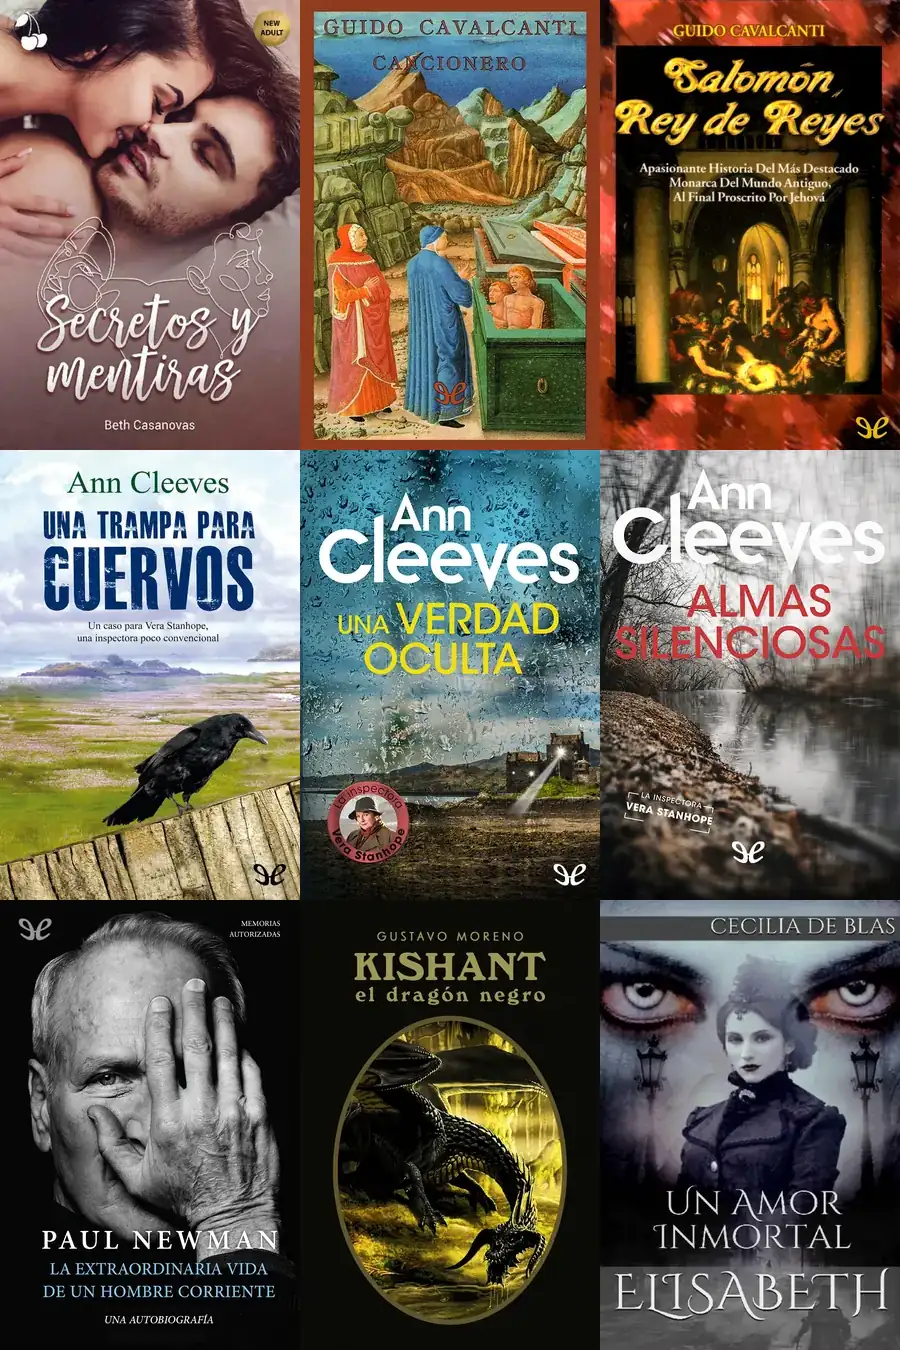 NEW
ADULT
Secretos y
mentiras
Beth Casanovas
GUIDO CAVALCANTI
CANCIONERO
GUIDO CAVALCANTI
Salomón
Rey de Reyes
Apasionante Historia Del Más Destacado
Monarca Del Mundo Antiguo,
Al Final Proscrito Por Jehová
Ann Cleeves
UNA TRAMPA PARA
CUERVOS
Un caso para Vera Stanhope,
una inspectora poco convencional
Ann
Cleeves
UNA VERDAD
OCULTA
La inspectora
Vera Stanhope
Ann
Cleeves
ALMAS
SILENCIOSAS
LA INSPECTORA
VERA STANHOPE
MEMORIAS
AUTORIZADAS
PAUL NEWMAN
LA EXTRAORDINARIA VIDA
DE UN HOMBRE CORRIENTE
UNA AUTOBIOGRAFÍA
GUSTAVO MORENO
KISHANT
el dragón negro
CECILIA DE BLAS
UN AMOR
INMORTAL
ELISABETH